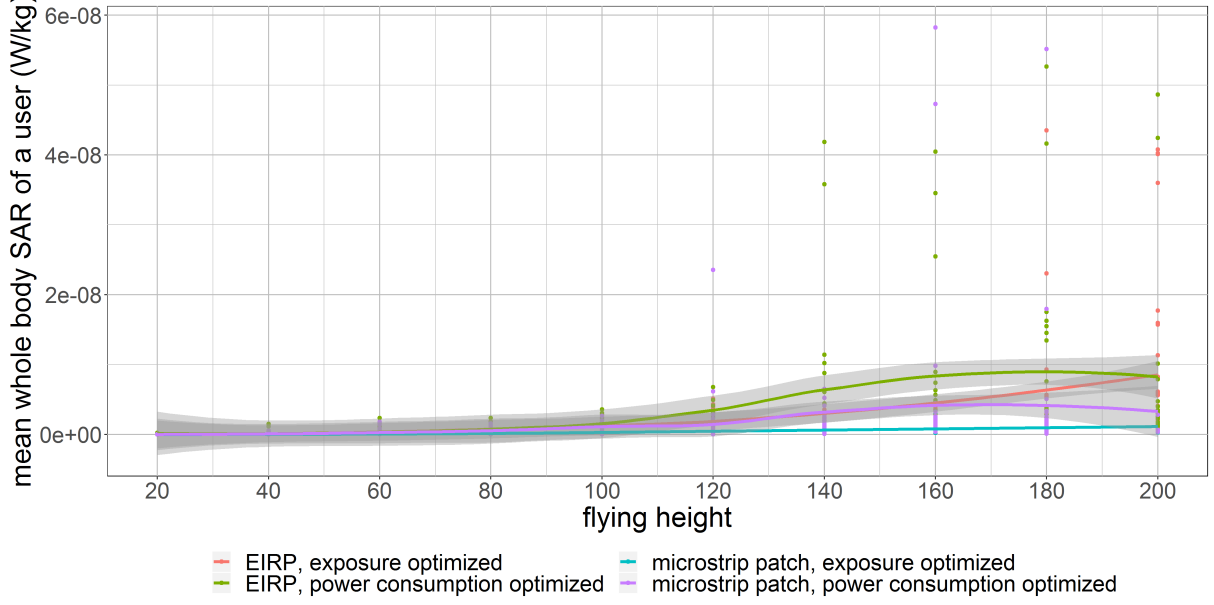 mean whole body SAR of a user (W/kg)
6e-08
4e-08
2e-08
0e+00
20 40 60 80 100 120 140 160 180 200
flying height
EIRP, exposure optimized microstrip patch, exposure optimized
EIRP, power consumption optimized microstrip patch, power consumption optimized